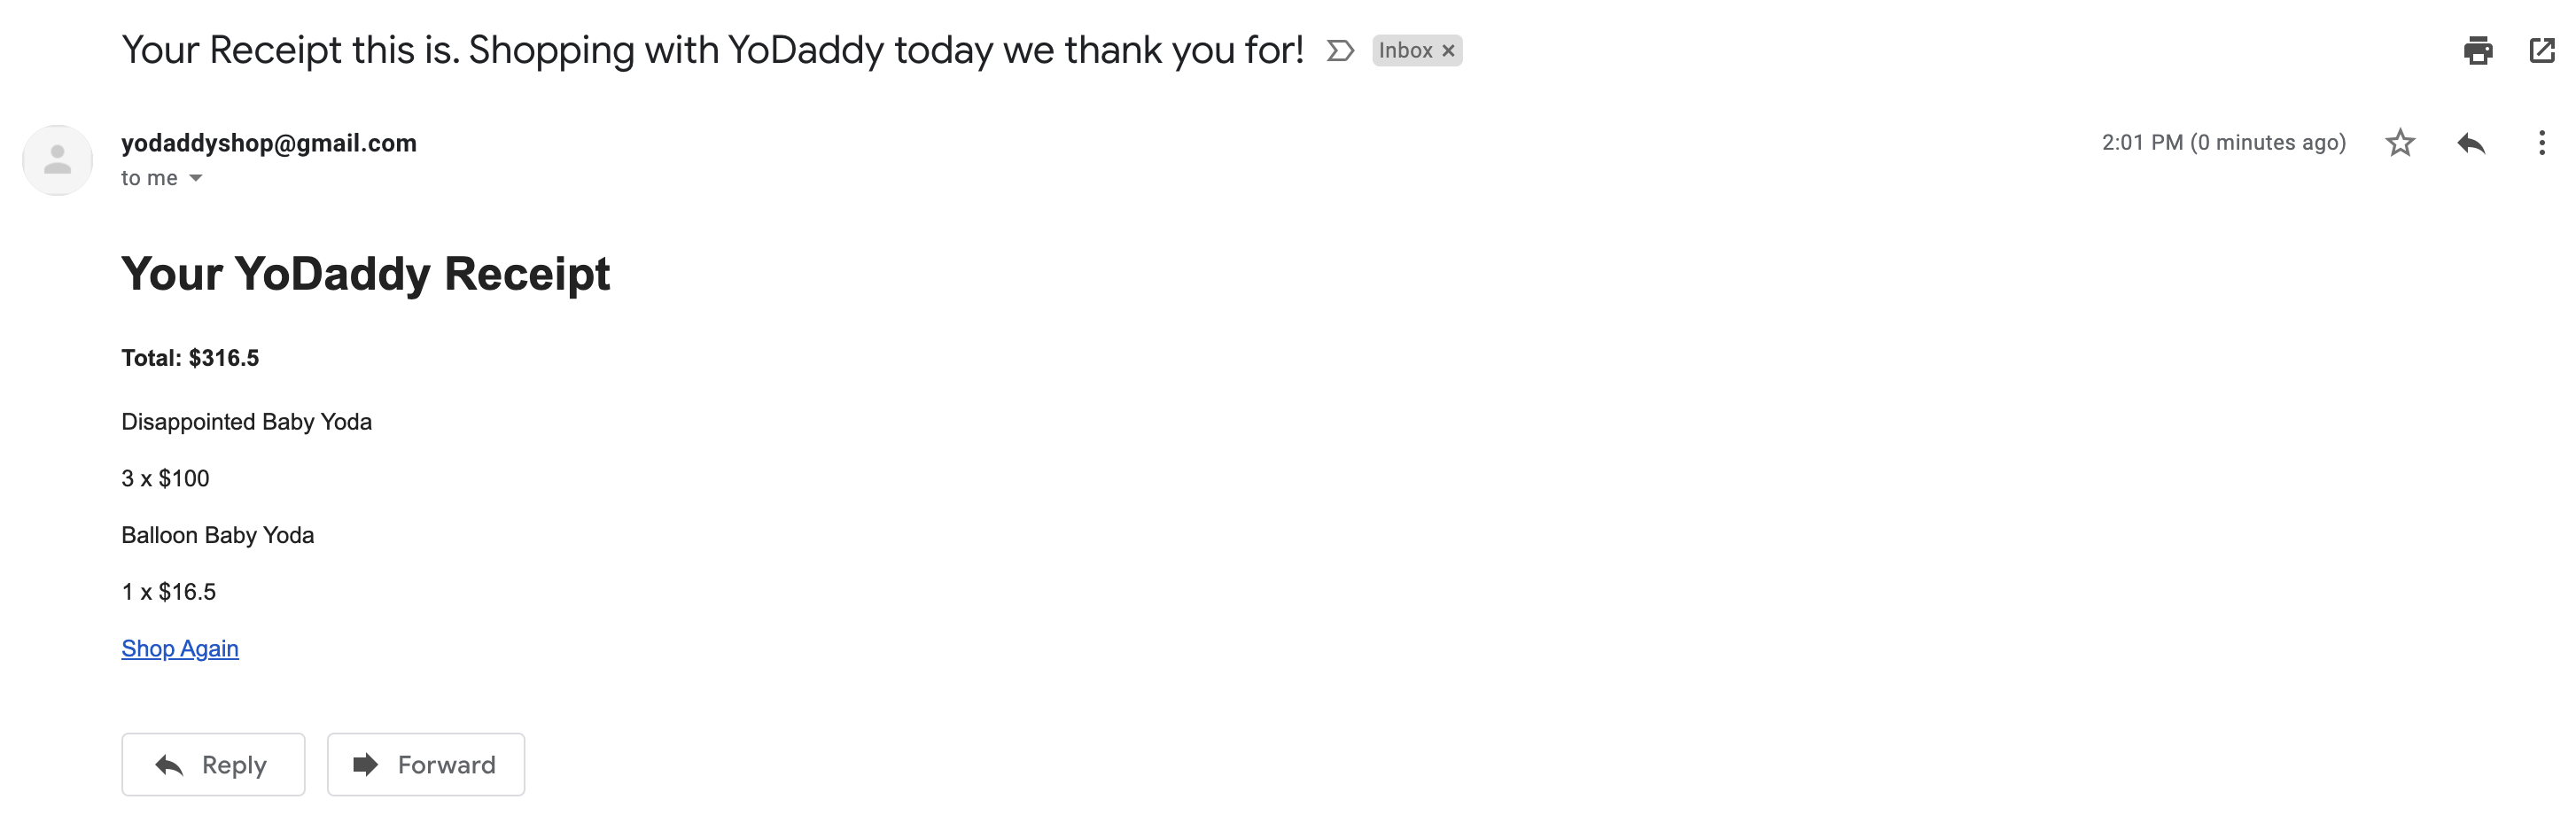 Your Receipt this is. Shopping with YoDaddy today we thank you for! Inbox ×
yodaddyshop@gmail.com 2:01 PM (0 minutes ago)
to me
Your YoDaddy Receipt
Total: $316.5
Disappointed Baby Yoda
3 x $100
Balloon Baby Yoda
1 x $16.5
Shop Again
Reply Forward